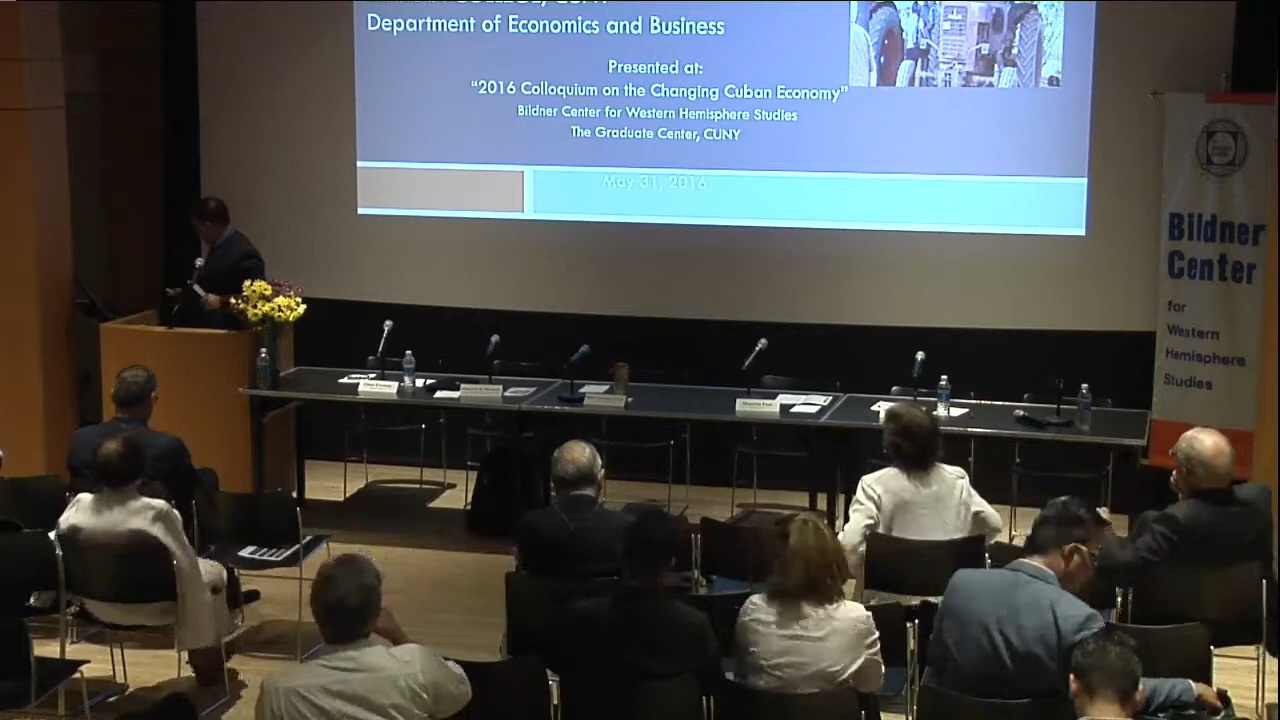 Department of Economics and Business
Presented at:
"2016 Colloquium on the Changing Cuban Economy"
Bildner Center for Western Hemisphere Studies
The Graduate Center, CUNY
May 31, 2016
Bildner
Center
for
Western
Hemisphere
Studies